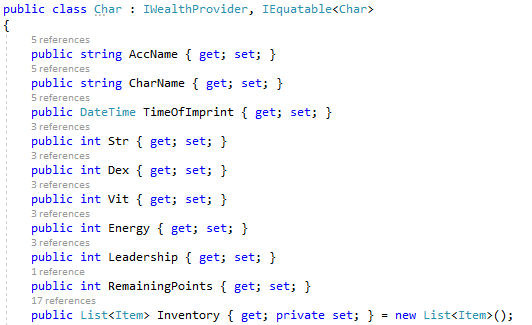 public class Char : IWealthProvider, IEquatable<Char>
{
5 references
public string AccName { get; set; }
5 references
public string CharName { get; set; }
5 references
public DateTime TimeOfImprint { get; set; }
3 references
public int Str { get; set; }
3 references
public int Dex { get; set; }
3 references
public int Vit { get; set; }
3 references
public int Energy { get; set; }
3 references
public int Leadership { get; set; }
1 reference
public int RemainingPoints { get; set; }
17 references
public List<Item> Inventory { get; private set; } = new List<Item>();